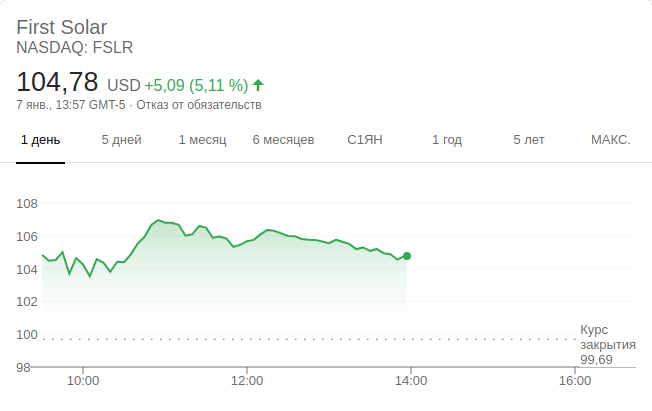 First Solar
NASDAQ: FSLR
104,78 USD +5,09 (5,11 %)
7 янв., 13:57 GMT-5 · Отказ от обязательств
1 день 5 дней 1 месяц 6 месяцев С1ЯН 1 год 5 лет МАКС.
108
106
104
102
100
98
Курс
закрытия
99,69
10:00 12:00 14:00 16:00